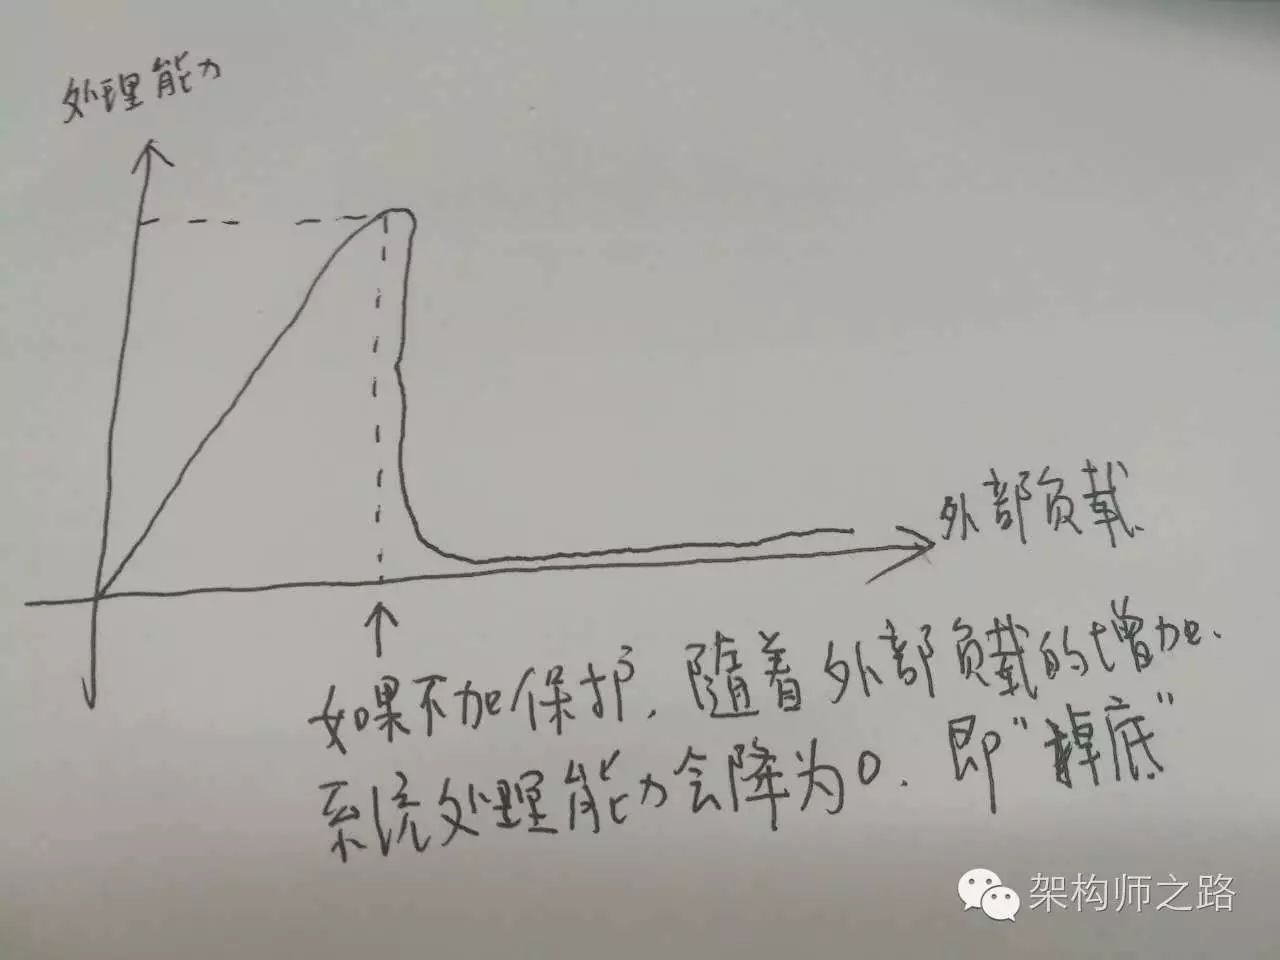 处理能力
外部负载
如果不加保护，随着外部负载的增加，
系统处理能力会降为0，即“掉底”
架构师之路